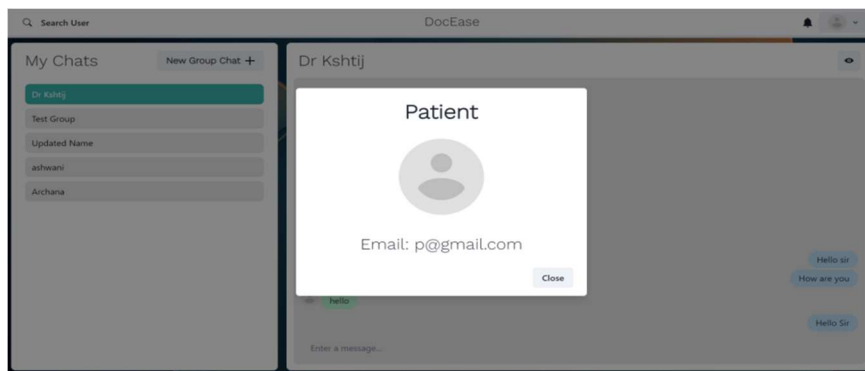 Search User
DocEase
My Chats
New Group Chat +
Dr Kshtij
Test Group
Updated Name
ashwani
Archana
Dr Kshtij
Patient
Email: p@gmail.com
Close
Hello sir
How are you
hello
Hello Sir
Enter a message...